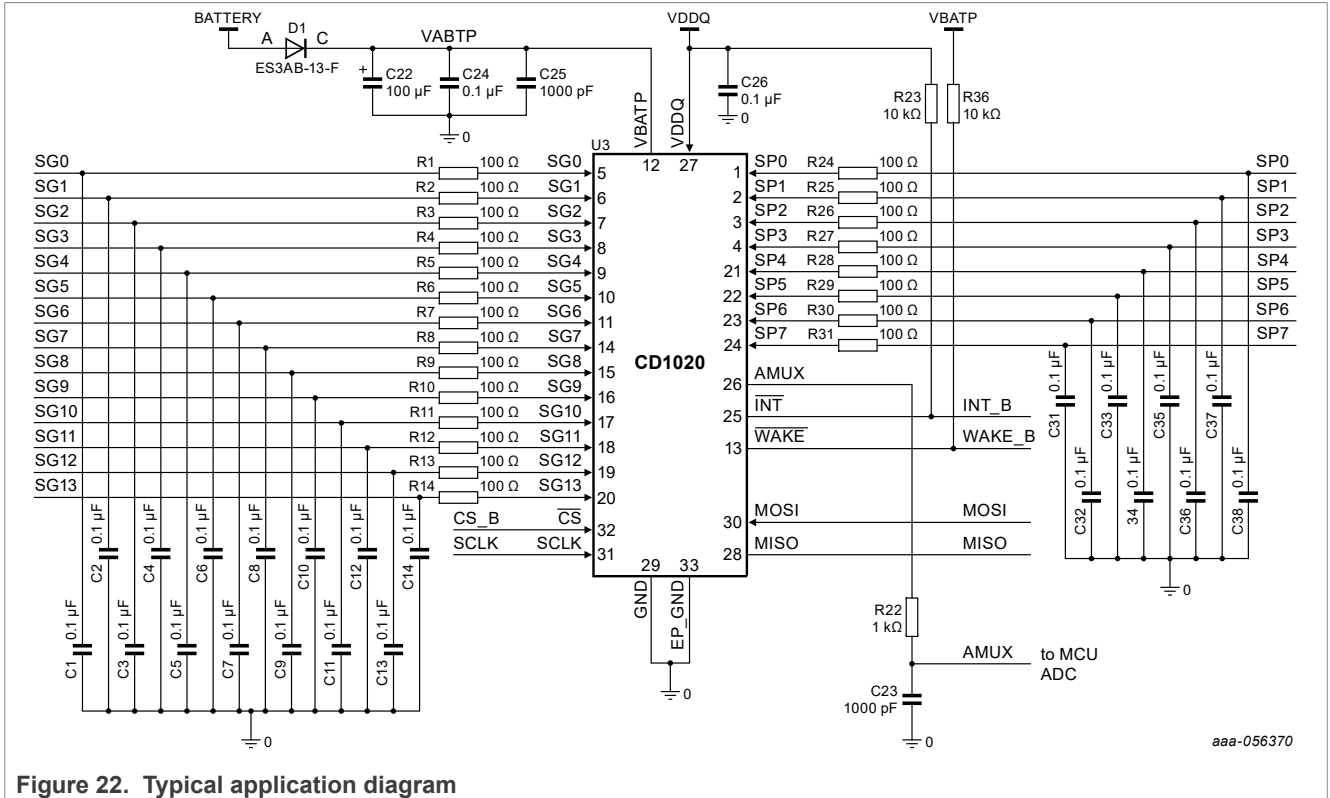 BATTERY
VDDQ
VBATP
D1
A
C
VABTP
ES3AB-13-F
+
C22
100 µF
C24
0.1 µF
C25
1000 pF
0
VBATP
VDDQ
C26
0.1 µF
0
R23
10 kΩ
R36
10 kΩ
U3
12
27
SG0 R1 100 Ω SG0 5
SG1 R2 100 Ω SG1 6
SG2 R3 100 Ω SG2 7
SG3 R4 100 Ω SG3 8
SG4 R5 100 Ω SG4 9
SG5 R6 100 Ω SG5 10
SG6 R7 100 Ω SG6 11
SG7 R8 100 Ω SG7 14
SG8 R9 100 Ω SG8 15
SG9 R10 100 Ω SG9 16
SG10 R11 100 Ω SG10 17
SG11 R12 100 Ω SG11 18
SG12 R13 100 Ω SG12 19
SG13 R14 100 Ω SG13 20
CS_B CS 32
SCLK SCLK 31
CD1020
1 SP0 R24 100 Ω SP0
2 SP1 R25 100 Ω SP1
3 SP2 R26 100 Ω SP2
4 SP3 R27 100 Ω SP3
21 SP4 R28 100 Ω SP4
22 SP5 R29 100 Ω SP5
23 SP6 R30 100 Ω SP6
24 SP7 R31 100 Ω SP7
26 AMUX
25 INT INT_B
13 WAKE WAKE_B
30 MOSI MOSI
28 MISO MISO
29
33
GND
EP_GND
0
C2 0.1 µF
C4 0.1 µF
C6 0.1 µF
C8 0.1 µF
C10 0.1 µF
C12 0.1 µF
C14 0.1 µF
C1 0.1 µF
C3 0.1 µF
C5 0.1 µF
C7 0.1 µF
C9 0.1 µF
C11 0.1 µF
C13 0.1 µF
0
C31 0.1 µF
C33 0.1 µF
C35 0.1 µF
C37 0.1 µF
C32 0.1 µF
34 0.1 µF
C36 0.1 µF
C38 0.1 µF
0
R22
1 kΩ
AMUX
to MCU
ADC
C23
1000 pF
0
aaa-056370
Figure 22. Typical application diagram